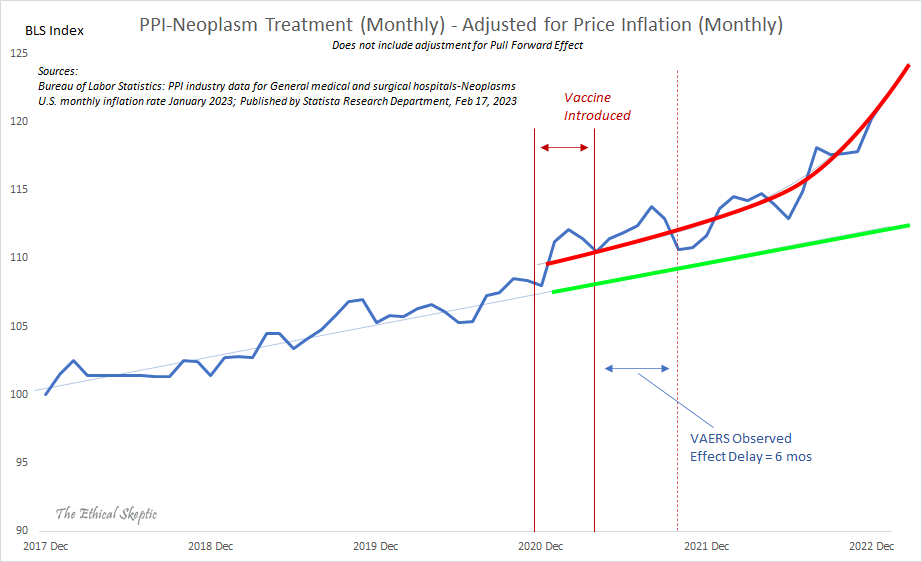 PPI-Neoplasm Treatment (Monthly) - Adjusted for Price Inflation (Monthly)
BLS Index
Does not include adjustment for Pull Forward Effect
125
Sources:
Bureau of Labor Statistics: PPI industry data for General medical and surgical hospitals-Neoplasms
U.S. monthly inflation rate January 2023; Published by Statista Research Department, Feb 17, 2023
Vaccine
Introduced
120
115
110
105
100
95
90
VAERS Observed
Effect Delay = 6 mos
The Ethical Skeptic
2017 Dec
2018 Dec
2019 Dec
2020 Dec
2021 Dec
2022 Dec